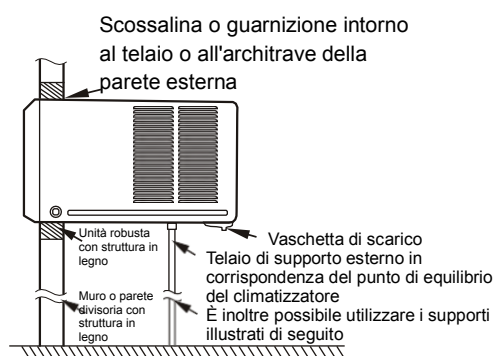 Scossalina o guarnizione intorno
al telaio o all'architrave della
parete esterna
Unità robusta
con struttura in
legno
Vaschetta di scarico
Telaio di supporto esterno in
corrispondenza del punto di equilibrio
del climatizzatore
Muro o parete
divisoria con
struttura in
legno
È inoltre possibile utilizzare i supporti
illustrati di seguito